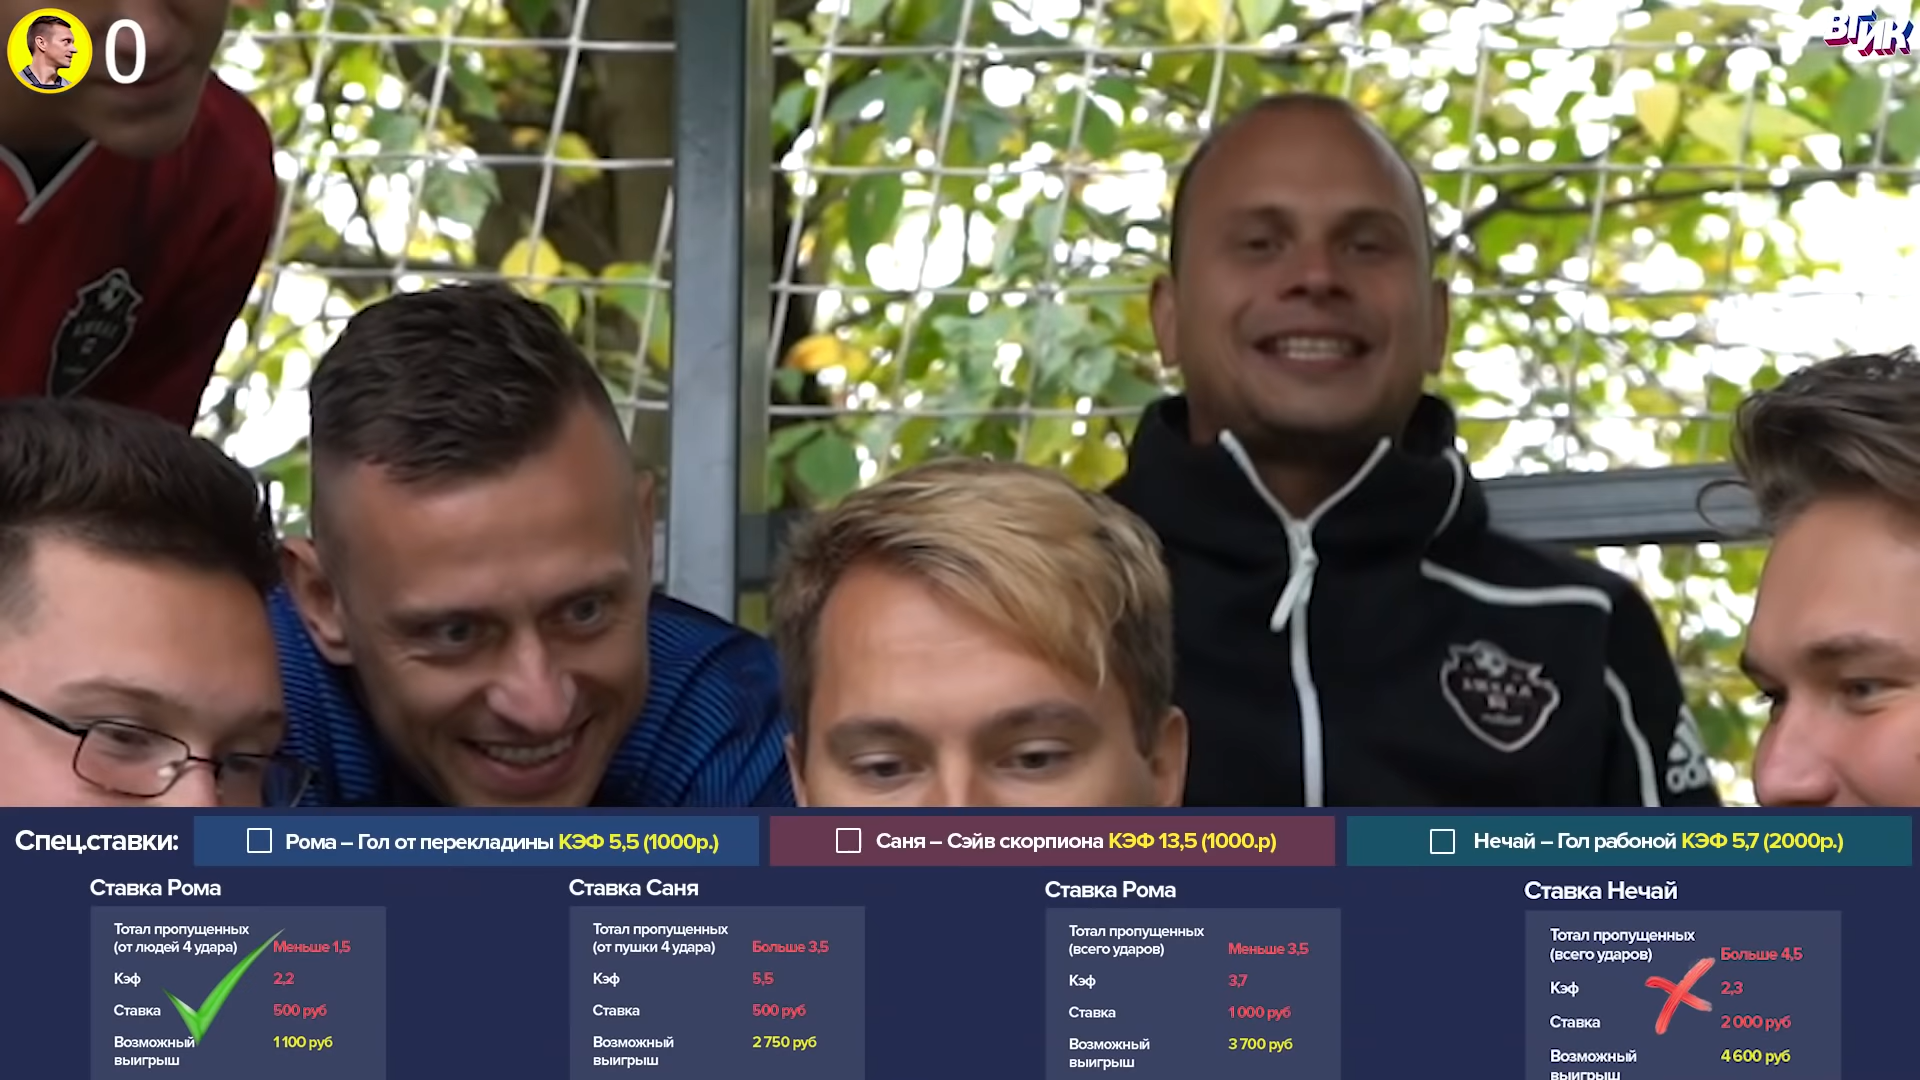 0
ВГИК
АМКАЛ
adidas
Спец.ставки:
Рома – Гол от перекладины КЭФ 5,5 (1000р.)
Саня – Сэйв скорпиона КЭФ 13,5 (1000.р)
Нечай – Гол рабоной КЭФ 5,7 (2000р.)
Ставка Рома
Тотал пропущенных
(от людей 4 удара) Меньше 1,5
Кэф 2,2
Ставка 500 руб
Возможный 1 100 руб
выигрыш
Ставка Саня
Тотал пропущенных
(от пушки 4 удара) Больше 3,5
Кэф 5,5
Ставка 500 руб
Возможный 2 750 руб
выигрыш
Ставка Рома
Тотал пропущенных
(всего ударов) Меньше 3,5
Кэф 3,7
Ставка 1 000 руб
Возможный 3 700 руб
выигрыш
Ставка Нечай
Тотал пропущенных
(всего ударов) Больше 4,5
Кэф 2,3
Ставка 2 000 руб
Возможный 4 600 руб
выигрыш